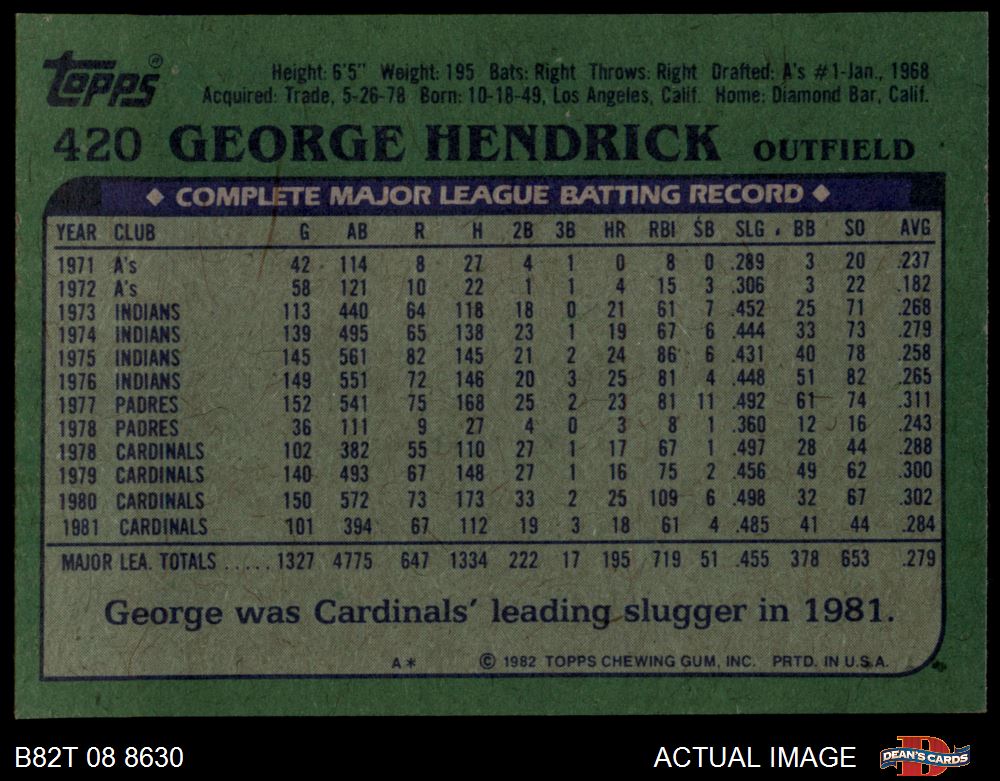 Topps®
Height: 6'5" Weight: 195 Bats: Right Throws: Right Drafted: A's #1-Jan., 1968
Acquired: Trade, 5-26-78 Born: 10-18-49, Los Angeles, Calif. Home: Diamond Bar, Calif.
420 GEORGE HENDRICK OUTFIELD
◆ COMPLETE MAJOR LEAGUE BATTING RECORD ◆
YEAR CLUB G AB R H 2B 3B HR RBI SB SLG. BB SO AVG
1971 A's 42 114 8 27 4 1 0 8 0 .289 3 20 .237
1972 A's 58 121 10 22 1 1 4 15 3 .306 3 22 .182
1973 INDIANS 113 440 64 118 18 0 21 61 7 .452 25 71 .268
1974 INDIANS 139 495 65 138 23 1 19 67 6 .444 33 73 .279
1975 INDIANS 145 561 82 145 21 2 24 86 6 .431 40 78 .258
1976 INDIANS 149 551 72 146 20 3 25 81 4 .448 51 82 .265
1977 PADRES 152 541 75 168 25 2 23 81 11 .492 61 74 .311
1978 PADRES 36 111 9 27 4 0 3 8 1 .360 12 16 .243
1978 CARDINALS 102 382 55 110 27 1 17 67 1 .497 28 44 .288
1979 CARDINALS 140 493 67 148 27 1 16 75 2 .456 49 62 .300
1980 CARDINALS 150 572 73 173 33 2 25 109 6 .498 32 67 .302
1981 CARDINALS 101 394 67 112 19 3 18 61 4 .485 41 44 .284
MAJOR LEA. TOTALS ..... 1327 4775 647 1334 222 17 195 719 51 .455 378 653 .279
George was Cardinals' leading slugger in 1981.
A* © 1982 TOPPS CHEWING GUM, INC. PRTD. IN U.S.A.
B82T 08 8630 ACTUAL IMAGE DEAN'S CARDS